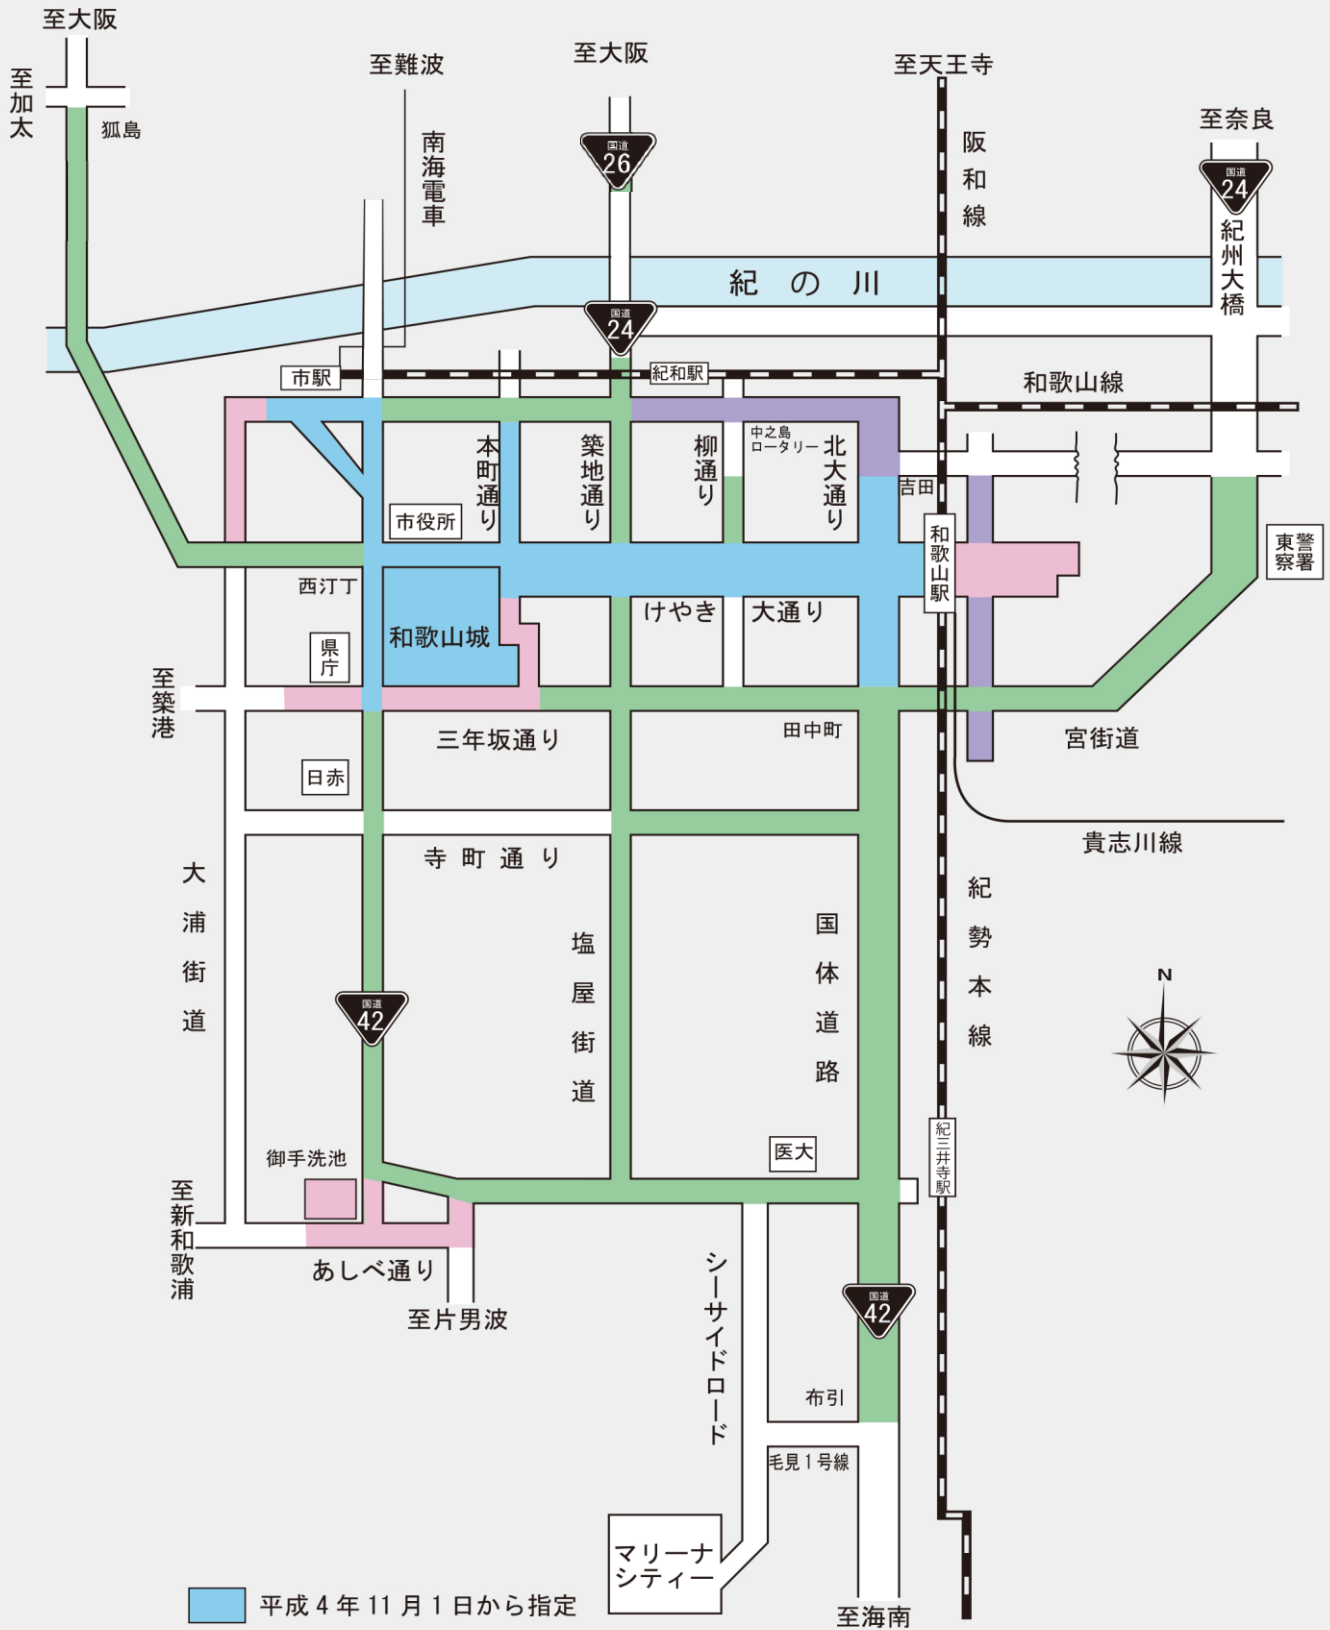 至大阪
至加太
狐島
至難波
南海電車
至大阪
国道
26
至天王寺
阪和線
至奈良
国道
24
紀州大橋
紀の川
国道
24
市駅
紀和駅
和歌山線
本町通り
築地通り
柳通り
中之島
ロータリー
北大通り
吉田
市役所
和歌山駅
東警察署
西汀丁
和歌山城
けやき大通り
県庁
至築港
三年坂通り
田中町
宮街道
日赤
寺町通り
貴志川線
大浦街道
塩屋街道
国体道路
紀勢本線
N
国道
42
御手洗池
医大
紀三井寺駅
至新和歌浦
あしべ通り
至片男波
シーサイドロード
国道
42
布引
毛見1号線
マリーナ
シティー
至海南
平成4年11月1日から指定